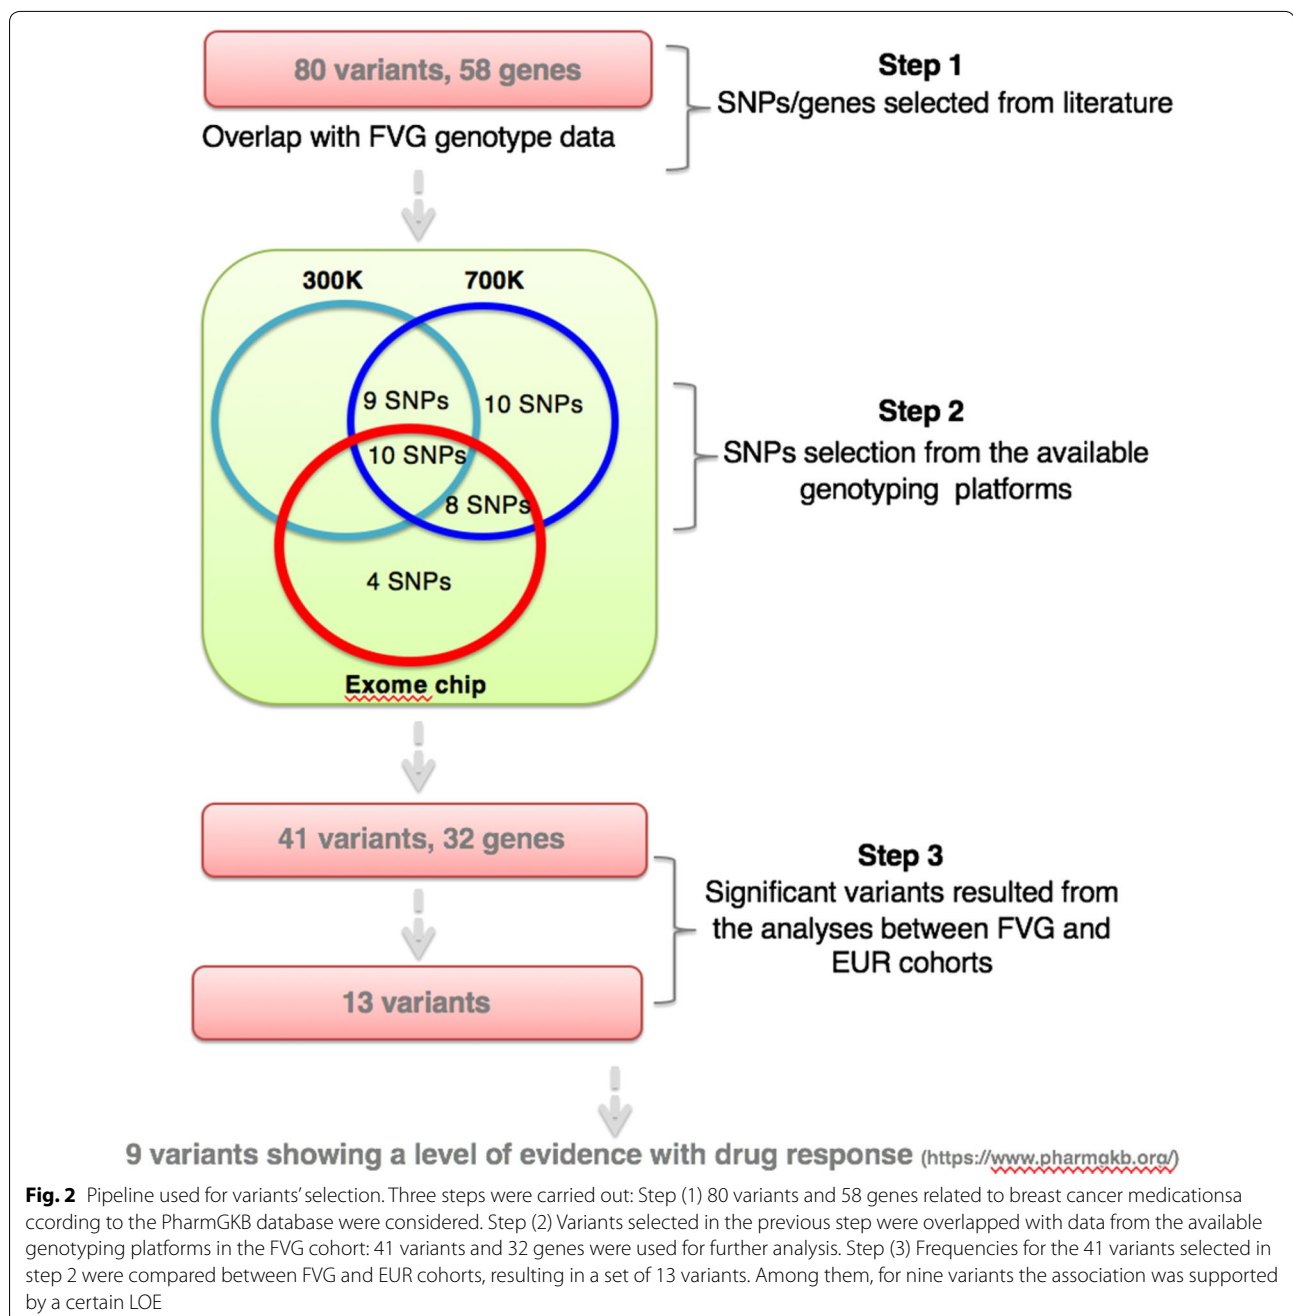 80 variants, 58 genes
Overlap with FVG genotype data
Step 1
SNPs/genes selected from literature
300K
700K
9 SNPs
10 SNPs
10 SNPs
8 SNPs
4 SNPs
Exome chip
Step 2
SNPs selection from the available
genotyping platforms
41 variants, 32 genes
13 variants
Step 3
Significant variants resulted from
the analyses between FVG and
EUR cohorts
9 variants showing a level of evidence with drug response (https://www.pharmgkb.org/)
Fig. 2 Pipeline used for variants’ selection. Three steps were carried out: Step (1) 80 variants and 58 genes related to breast cancer medicationsa
ccording to the PharmGKB database were considered. Step (2) Variants selected in the previous step were overlapped with data from the available
genotyping platforms in the FVG cohort: 41 variants and 32 genes were used for further analysis. Step (3) Frequencies for the 41 variants selected in
step 2 were compared between FVG and EUR cohorts, resulting in a set of 13 variants. Among them, for nine variants the association was supported
by a certain LOE